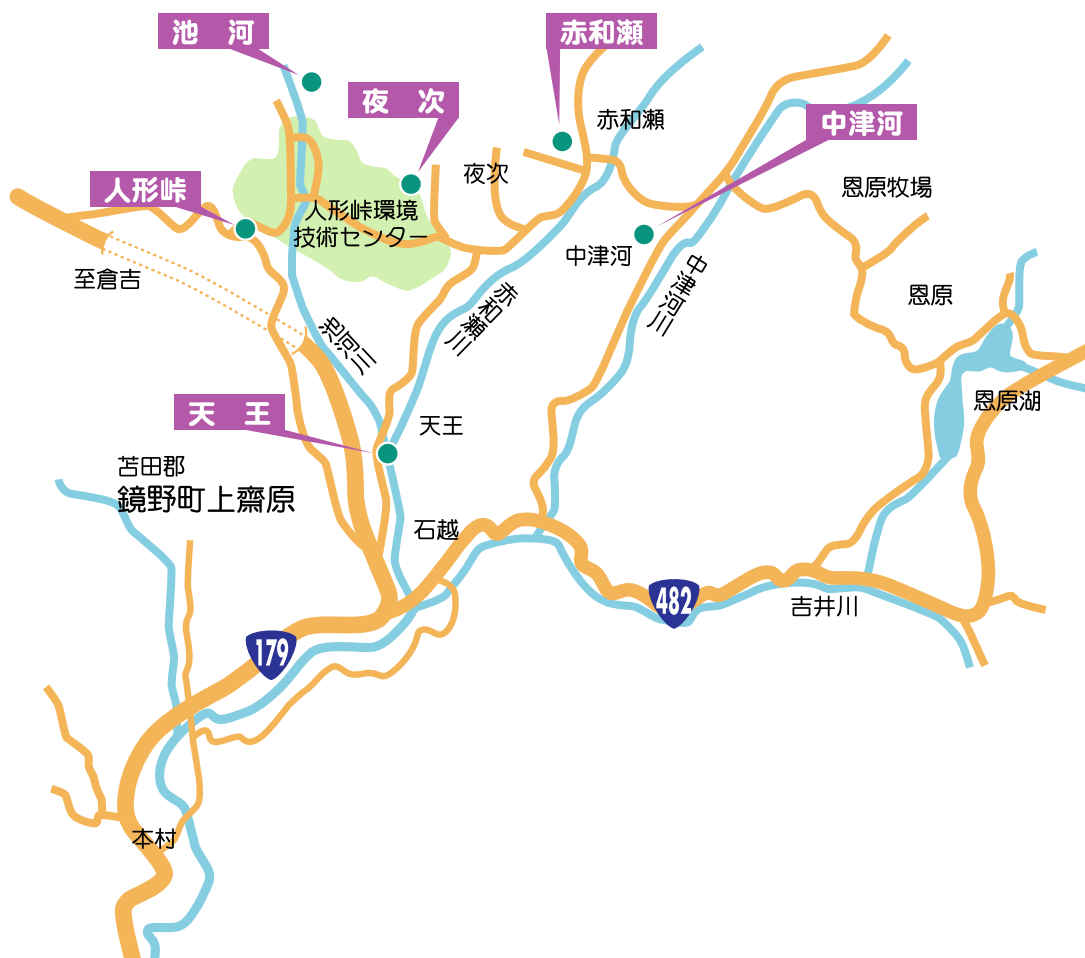 池　河
赤和瀬
夜　次
赤和瀬
中津河
夜次
人形峠
恩原牧場
人形峠環境
技術センター
中津河
至倉吉
中津河川
恩原
赤和瀬川
池河川
恩原湖
天　王
天王
苫田郡
鏡野町上齋原
石越
482
吉井川
179
本村